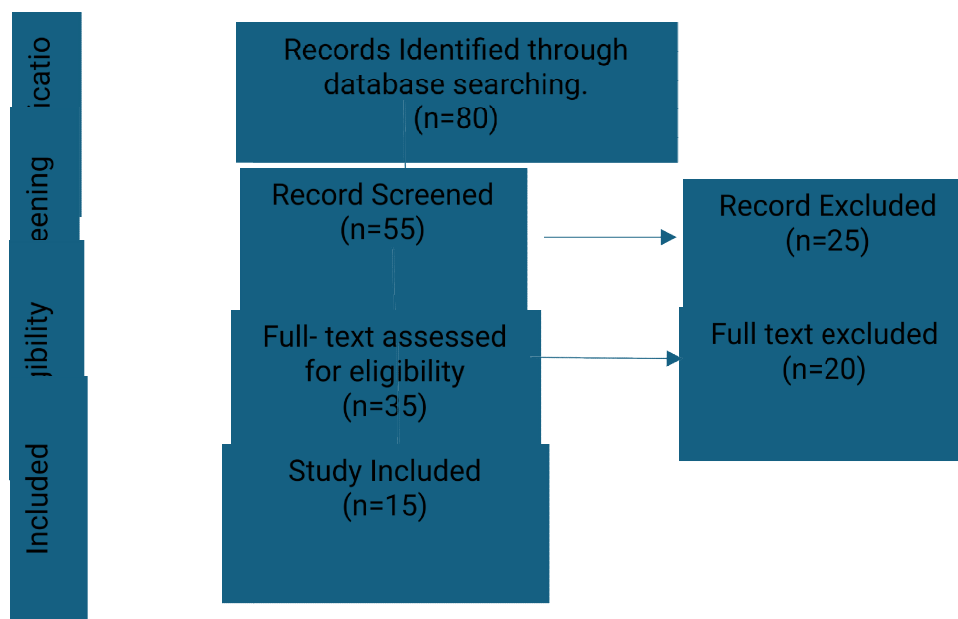 icatio
Records Identified through
database searching.
(n=80)
eening
Record Screened
(n=55)
Record Excluded
(n=25)
ibility
Full- text assessed
for eligibility
(n=35)
Full text excluded
(n=20)
Included
Study Included
(n=15)